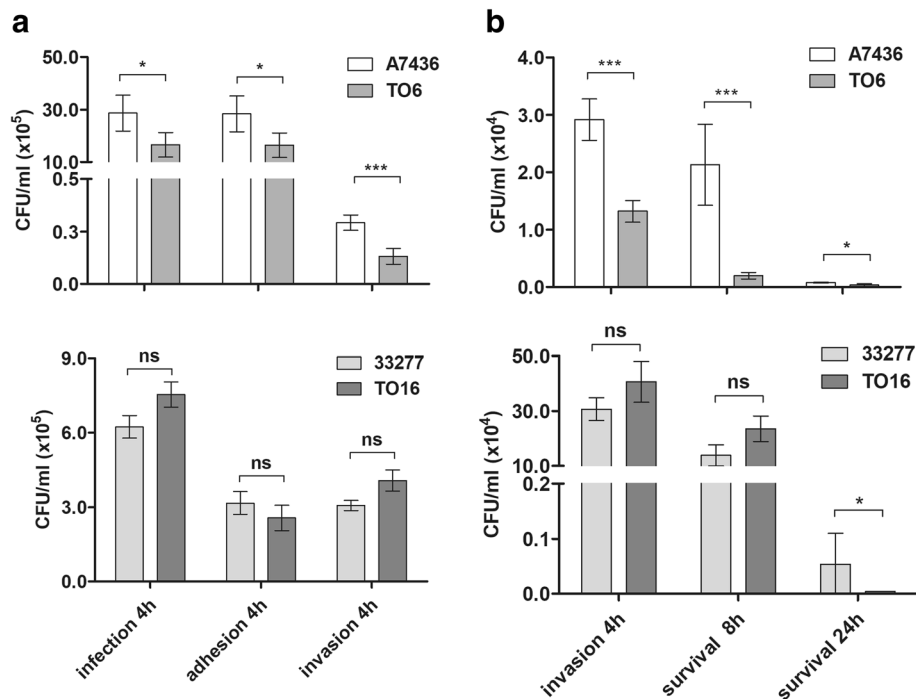 a
CFU/ml (x10⁵)
50.0
30.0
10.0
0.5
0.3
0.0
*
*
***
A7436
TO6
b
CFU/ml (x10⁴)
4.0
3.0
2.0
1.0
0.0
***
***
*
A7436
TO6
CFU/ml (x10⁵)
9.0
6.0
3.0
0.0
ns
ns
ns
33277
TO16
infection 4h
adhesion 4h
invasion 4h
CFU/ml (x10⁴)
50.0
30.0
10.0
0.2
0.1
0.0
ns
ns
*
33277
TO16
invasion 4h
survival 8h
survival 24h